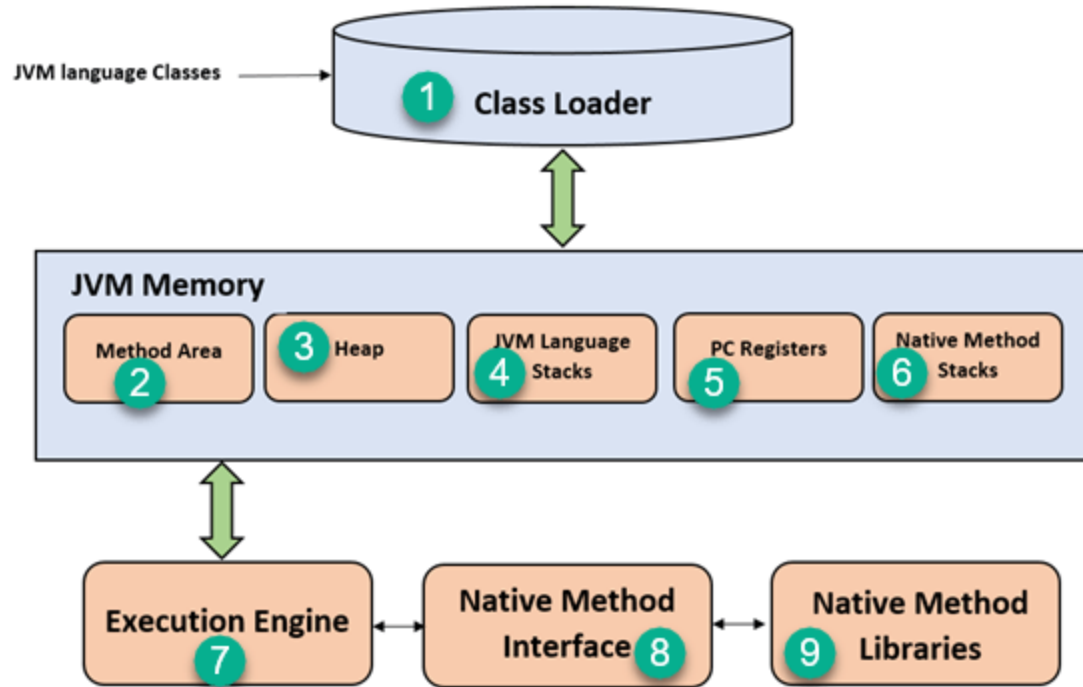 JVM language Classes
1
Class Loader
JVM Memory
Method Area
2
3
Heap
JVM Language
Stacks
4
PC Registers
5
Native Method
Stacks
6
Execution Engine
7
Native Method
Interface
8
Native Method
Libraries
9